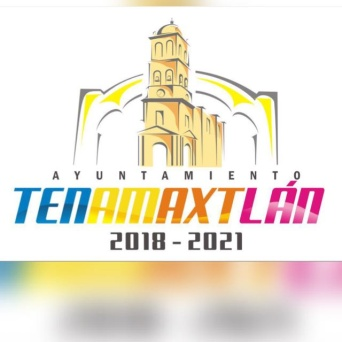 AYUNTAMIENTO
TENAMAXTLÁN
2018 - 2021